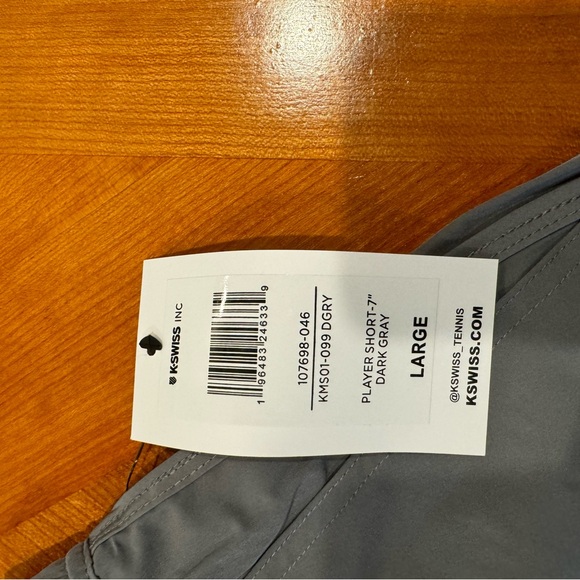 K•SWISS INC
1 96483 24633 9
107698-046
KMS01-099 DGRY
PLAYER SHORT-7"
DARK GRAY
LARGE
@KSWISS_TENNIS
KSWISS.COM